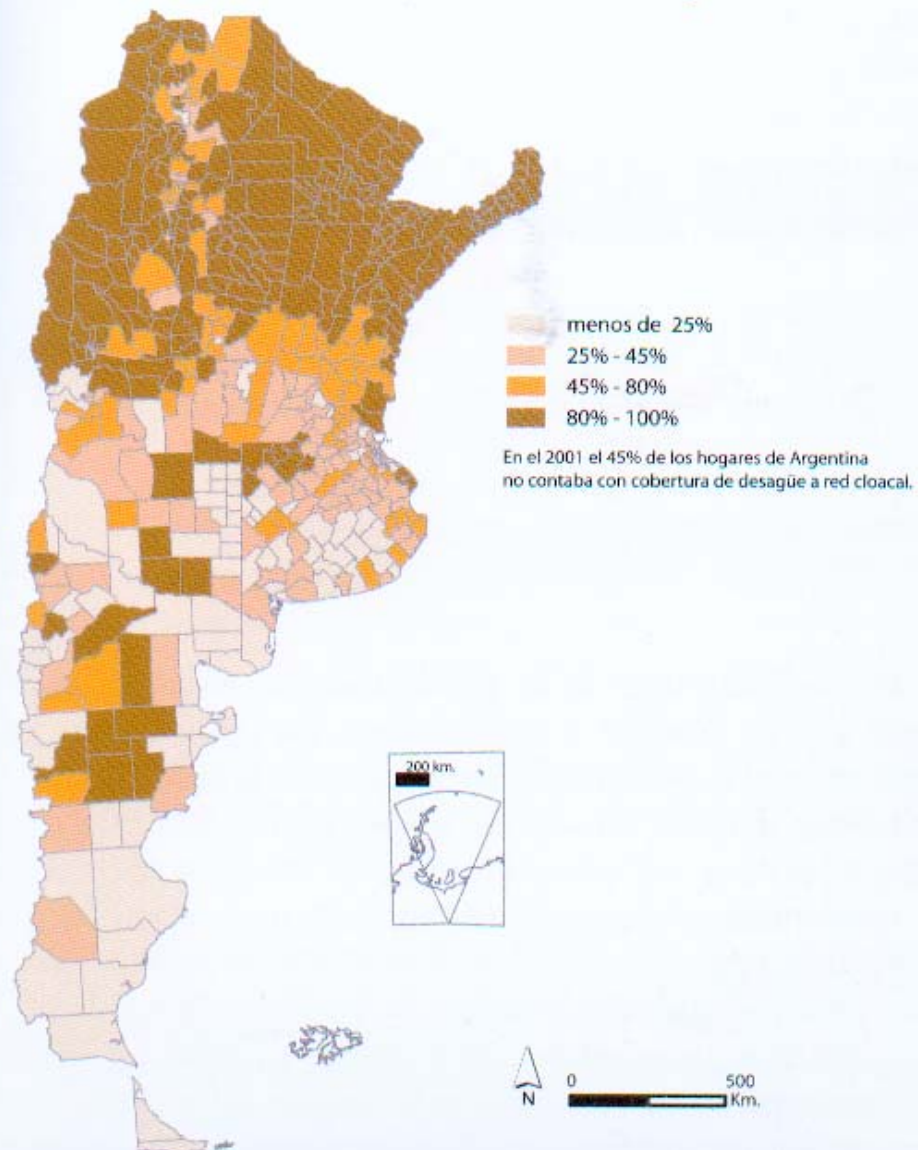 menos de 25%
25% - 45%
45% - 80%
80% - 100%
En el 2001 el 45% de los hogares de Argentina
no contaba con cobertura de desagüe a red cloacal.
200 km.
0 500
N Km.